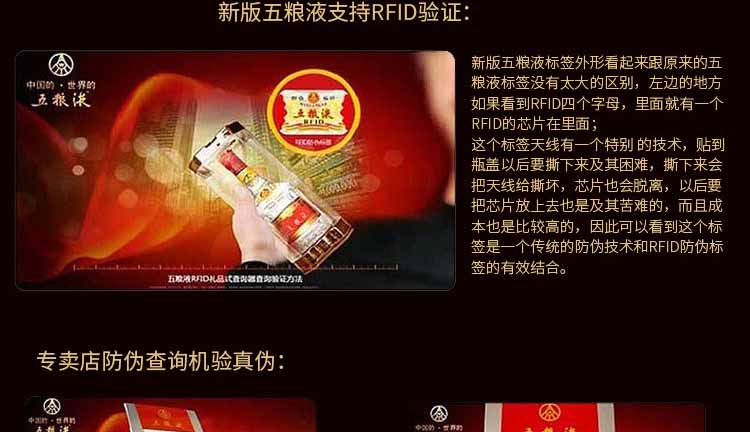 新版五粮液支持RFID验证：
中国的·世界的
五粮液
五粮液
RFID
RFID防伪标签
五粮液RFID礼品式查询器查询验证方法
新版五粮液标签外形看起来跟原来的五
粮液标签没有太大的区别，左边的地方
如果看到RFID四个字母，里面就有一个
RFID的芯片在里面；
这个标签天线有一个特别 的技术，贴到
瓶盖以后要撕下来及其困难，撕下来会
把天线给撕坏，芯片也会脱离，以后要
把芯片放上去也是及其苦难的，而且成
本也是比较高的，因此可以看到这个标
签是一个传统的防伪技术和RFID防伪标
签的有效结合。
专卖店防伪查询机验真伪：
中国的·世界的
五粮液
中国的·世界的